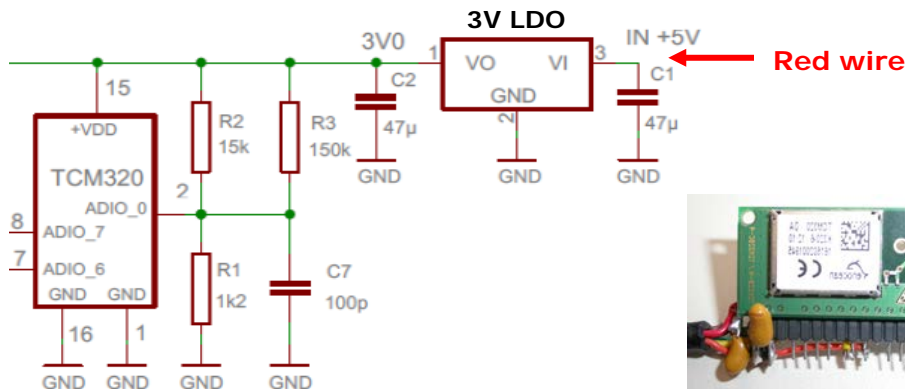 3V LDO
3V0
IN +5V
Red wire
1
VO
VI
3
C2
C1
GND
15
2
47µ
47µ
+VDD
R2
R3
15k
150k
GND
GND
GND
TCM320
2
ADIO_0
8
ADIO_7
7
ADIO_6
R1
C7
1k2
100p
GND
GND
16
1
GND
GND
GND
GND